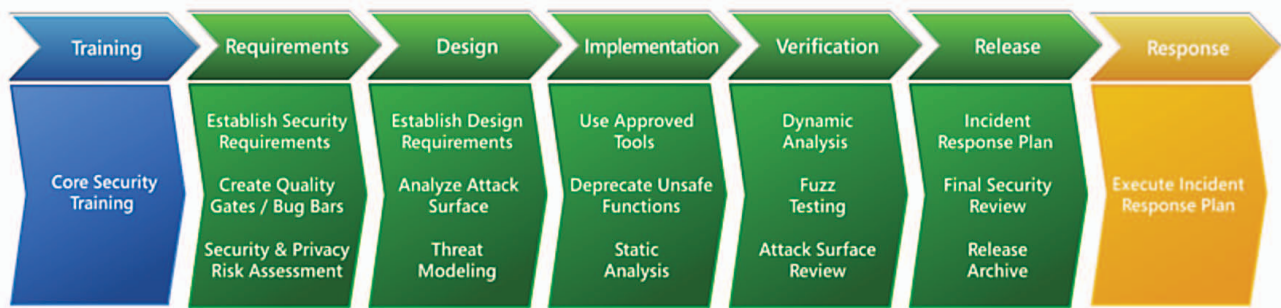 Training
Requirements
Design
Implementation
Verification
Release
Response
Core Security
Training
Establish Security
Requirements
Create Quality
Gates / Bug Bars
Security & Privacy
Risk Assessment
Establish Design
Requirements
Analyze Attack
Surface
Threat
Modeling
Use Approved
Tools
Deprecate Unsafe
Functions
Static
Analysis
Dynamic
Analysis
Fuzz
Testing
Attack Surface
Review
Incident
Response Plan
Final Security
Review
Release
Archive
Execute Incident
Response Plan